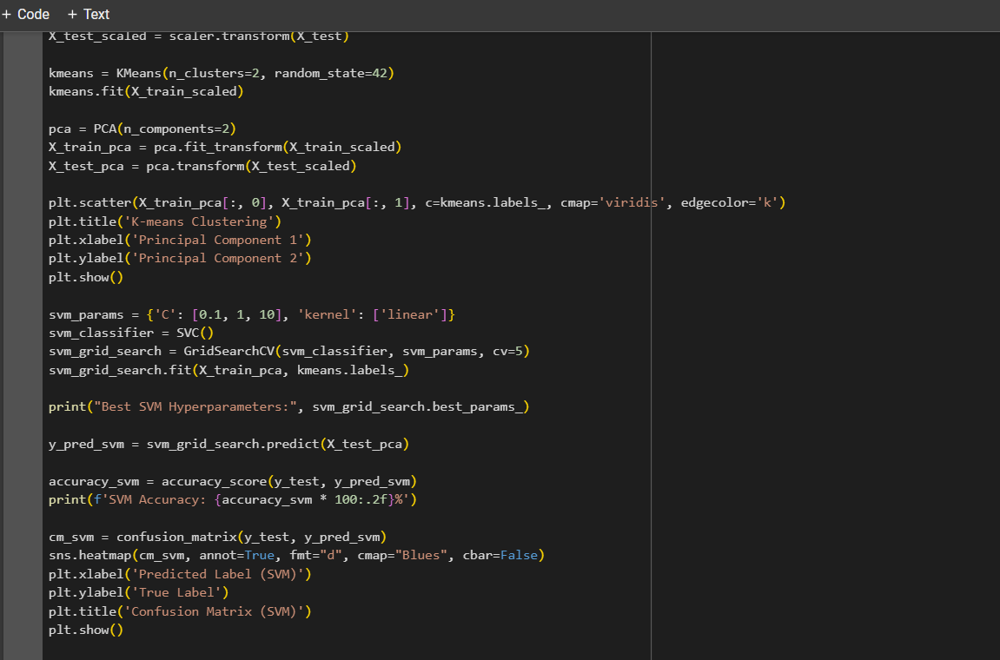 + Code + Text
X_test_scaled = scaler.transform(X_test)
kmeans = KMeans(n_clusters=2, random_state=42)
kmeans.fit(X_train_scaled)
pca = PCA(n_components=2)
X_train_pca = pca.fit_transform(X_train_scaled)
X_test_pca = pca.transform(X_test_scaled)
plt.scatter(X_train_pca[:, 0], X_train_pca[:, 1], c=kmeans.labels_, cmap='viridis', edgecolor='k')
plt.title('K-means Clustering')
plt.xlabel('Principal Component 1')
plt.ylabel('Principal Component 2')
plt.show()
svm_params = {'C': [0.1, 1, 10], 'kernel': ['linear']}
svm_classifier = SVC()
svm_grid_search = GridSearchCV(svm_classifier, svm_params, cv=5)
svm_grid_search.fit(X_train_pca, kmeans.labels_)
print("Best SVM Hyperparameters:", svm_grid_search.best_params_)
y_pred_svm = svm_grid_search.predict(X_test_pca)
accuracy_svm = accuracy_score(y_test, y_pred_svm)
print(f'SVM Accuracy: {accuracy_svm * 100:.2f}%')
cm_svm = confusion_matrix(y_test, y_pred_svm)
sns.heatmap(cm_svm, annot=True, fmt="d", cmap="Blues", cbar=False)
plt.xlabel('Predicted Label (SVM)')
plt.ylabel('True Label')
plt.title('Confusion Matrix (SVM)')
plt.show()